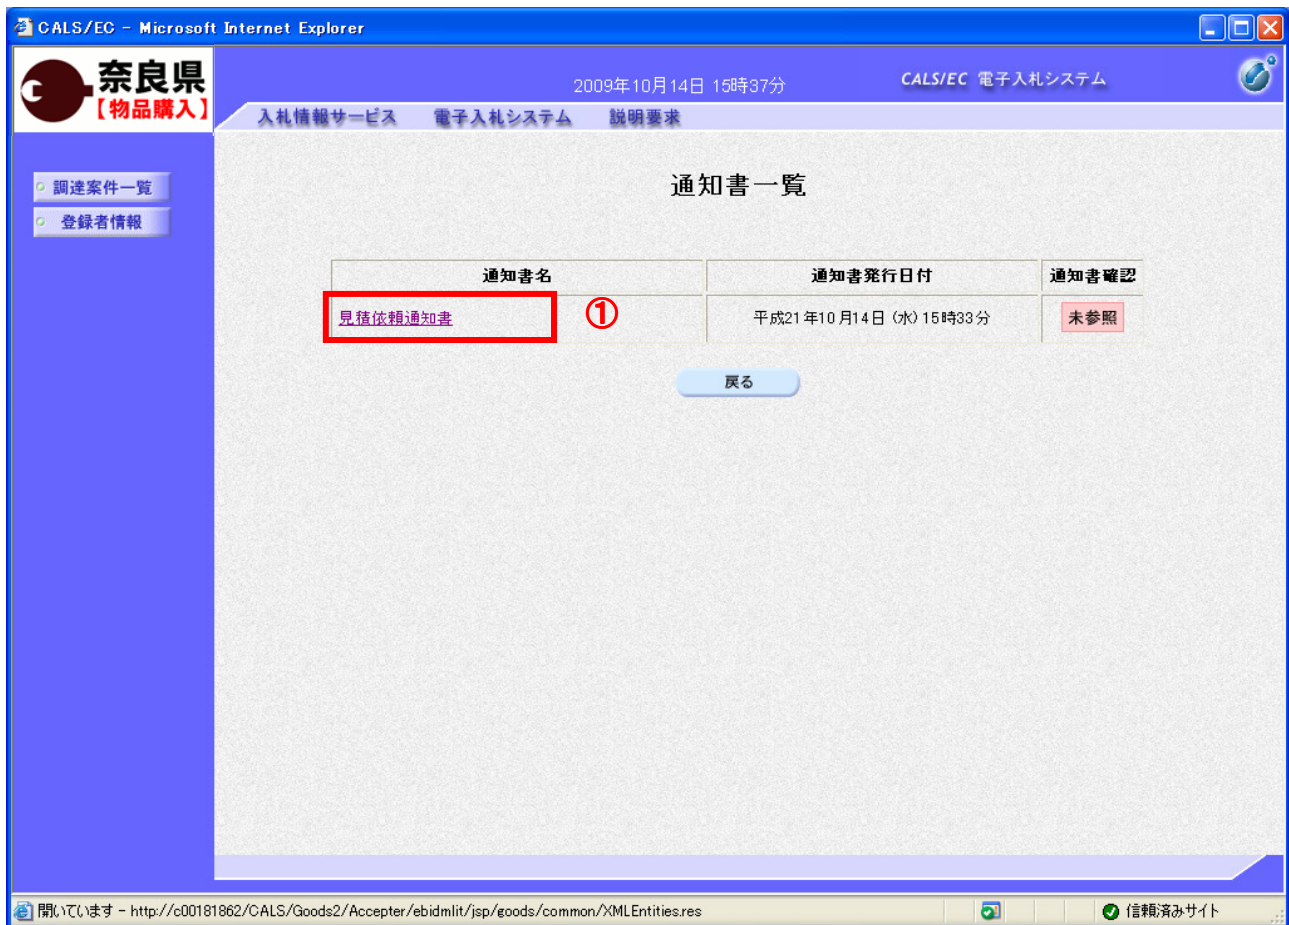 CALS/EC - Microsoft Internet Explorer
奈良県
【物品購入】
2009年10月14日 15時37分
CALS/EC 電子入札システム
入札情報サービス 電子入札システム 説明要求
調達案件一覧
登録者情報
通知書一覧
通知書名 通知書発行日付 通知書確認
見積依頼通知書 ① 平成21年10月14日 (水) 15時33分 未参照
戻る
開いています - http://c00181862/CALS/Goods2/Accepter/ebidmlit/jsp/goods/common/XMLEntities.res
信頼済みサイト